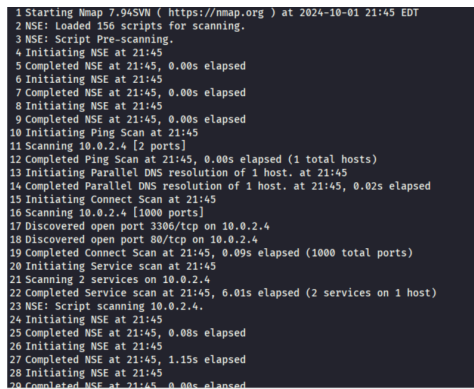 1 Starting Nmap 7.94SVN ( https://nmap.org ) at 2024-10-01 21:45 EDT
2 NSE: Loaded 156 scripts for scanning.
3 NSE: Script Pre-scanning.
4 Initiating NSE at 21:45
5 Completed NSE at 21:45, 0.00s elapsed
6 Initiating NSE at 21:45
7 Completed NSE at 21:45, 0.00s elapsed
8 Initiating NSE at 21:45
9 Completed NSE at 21:45, 0.00s elapsed
10 Initiating Ping Scan at 21:45
11 Scanning 10.0.2.4 [2 ports]
12 Completed Ping Scan at 21:45, 0.00s elapsed (1 total hosts)
13 Initiating Parallel DNS resolution of 1 host. at 21:45
14 Completed Parallel DNS resolution of 1 host. at 21:45, 0.02s elapsed
15 Initiating Connect Scan at 21:45
16 Scanning 10.0.2.4 [1000 ports]
17 Discovered open port 3306/tcp on 10.0.2.4
18 Discovered open port 80/tcp on 10.0.2.4
19 Completed Connect Scan at 21:45, 0.09s elapsed (1000 total ports)
20 Initiating Service scan at 21:45
21 Scanning 2 services on 10.0.2.4
22 Completed Service scan at 21:45, 6.01s elapsed (2 services on 1 host)
23 NSE: Script scanning 10.0.2.4.
24 Initiating NSE at 21:45
25 Completed NSE at 21:45, 0.08s elapsed
26 Initiating NSE at 21:45
27 Completed NSE at 21:45, 1.15s elapsed
28 Initiating NSE at 21:45
29 Completed NSE at 21:45, 0.00s elapsed